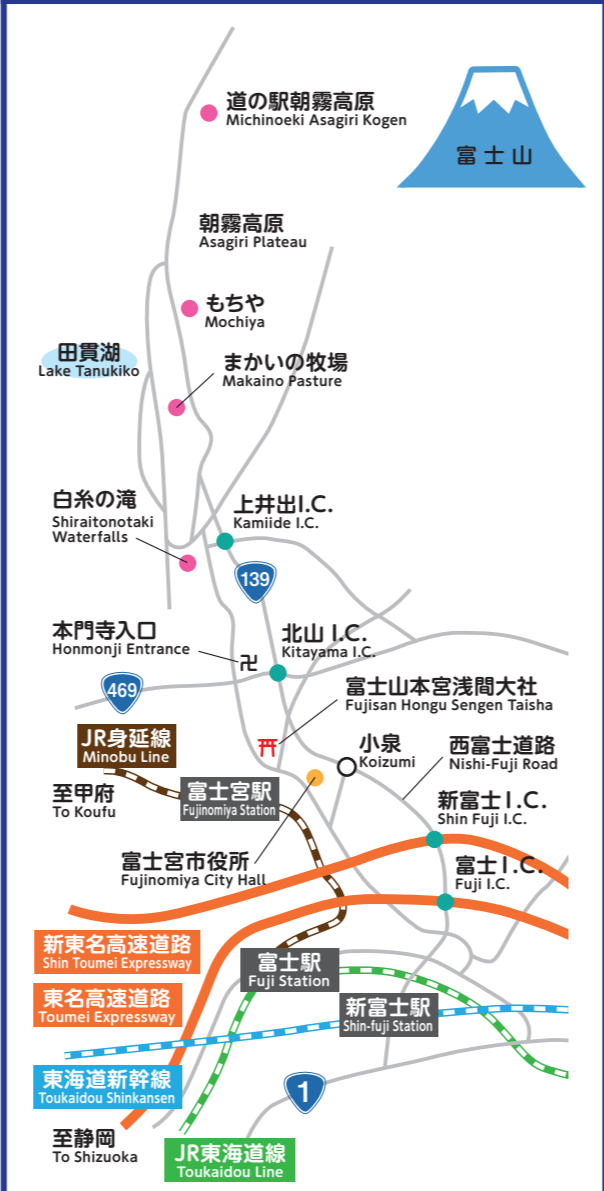 道の駅朝霧高原
Michinoeki Asagiri Kogen
富士山
朝霧高原
Asagiri Plateau
もちや
Mochiya
田貫湖
Lake Tanukiko
まかいの牧場
Makaino Pasture
白糸の滝
Shiraitonotaki
Waterfalls
上井出I.C.
Kamiide I.C.
139
本門寺入口
Honmonji Entrance
卍
北山 I.C.
Kitayama I.C.
469
富士山本宮浅間大社
Fujisan Hongu Sengen Taisha
JR身延線
Minobu Line
小泉
Koizumi
西富士道路
Nishi-Fuji Road
至甲府
To Koufu
富士宮駅
Fujinomiya Station
新富士I.C.
Shin Fuji I.C.
富士宮市役所
Fujinomiya City Hall
富士I.C.
Fuji I.C.
新東名高速道路
Shin Toumei Expressway
富士駅
Fuji Station
東名高速道路
Toumei Expressway
新富士駅
Shin-fuji Station
東海道新幹線
Toukaidou Shinkansen
1
至静岡
To Shizuoka
JR東海道線
Toukaidou Line